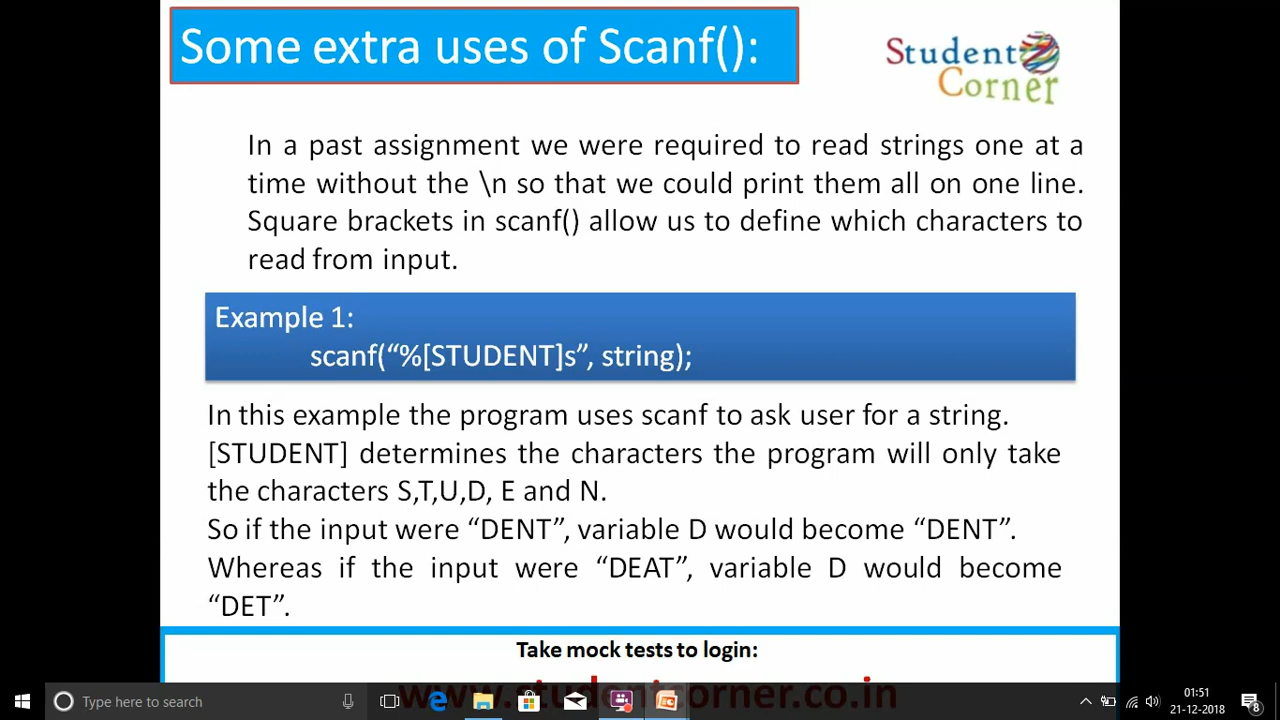 Some extra uses of Scanf():
Student
Corner
In a past assignment we were required to read strings one at a
time without the \n so that we could print them all on one line.
Square brackets in scanf() allow us to define which characters to
read from input.
Example 1:
scanf(“%[STUDENT]s”, string);
In this example the program uses scanf to ask user for a string.
[STUDENT] determines the characters the program will only take
the characters S,T,U,D, E and N.
So if the input were “DENT”, variable D would become “DENT”.
Whereas if the input were “DEAT”, variable D would become
“DET”.
Take mock tests to login:
Type here to search
01:51
21-12-2018
8